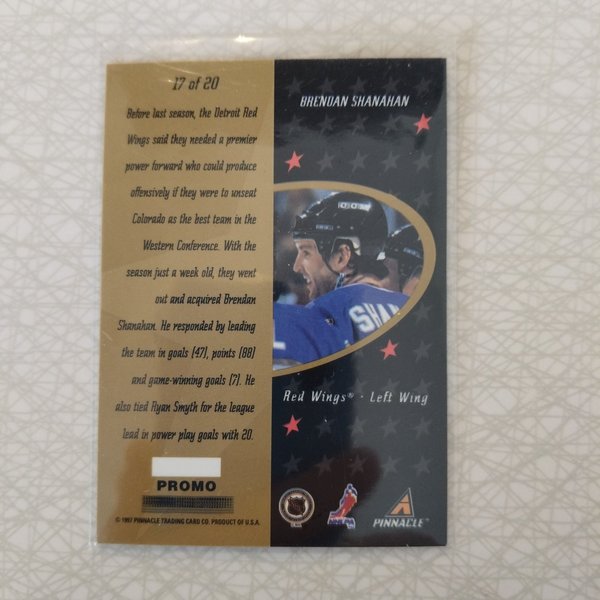 17 of 20
Before last season, the Detroit Red
Wings said they needed a premier
power forward who could produce
offensively if they were to unseat
Colorado as the best team in the
Western Conference. With the
season just a week old, they went
out and acquired Brendan
Shanahan. He responded by leading
the team in goals (47), points (88)
and game-winning goals (7). He
also tied Ryan Smyth for the league
lead in power play goals with 20.
PROMO
© 1997 PINNACLE TRADING CARD CO. PRODUCT OF U.S.A.
BRENDAN SHANAHAN
SHA
Red Wings® · Left Wing
NHLPA
PINNACLE